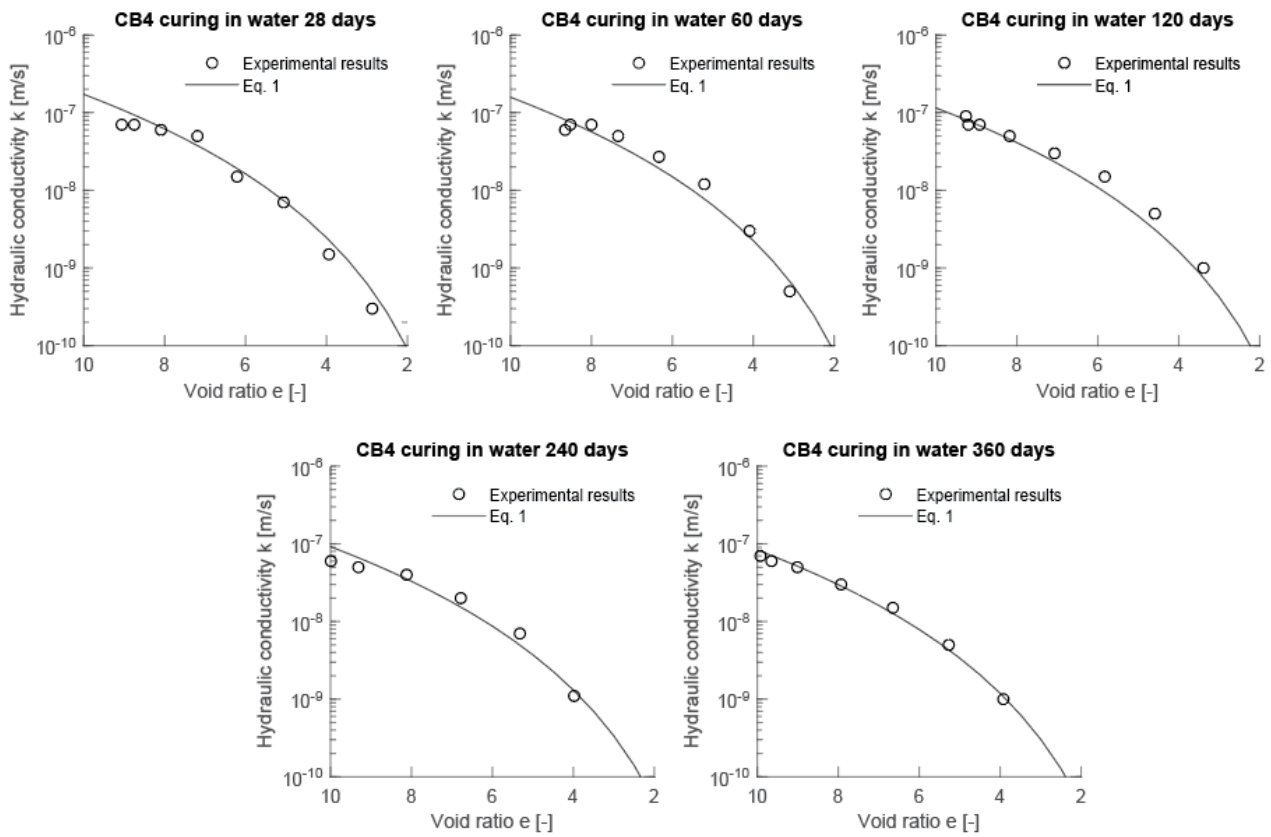 CB4 curing in water 28 days
10^-6
10^-7
10^-8
10^-9
10^-10
Hydraulic conductivity k [m/s]
Experimental results
Eq. 1
10 8 6 4 2
Void ratio e [-]
CB4 curing in water 60 days
10^-6
10^-7
10^-8
10^-9
10^-10
Hydraulic conductivity k [m/s]
Experimental results
Eq. 1
10 8 6 4 2
Void ratio e [-]
CB4 curing in water 120 days
10^-6
10^-7
10^-8
10^-9
10^-10
Hydraulic conductivity k [m/s]
Experimental results
Eq. 1
10 8 6 4 2
Void ratio e [-]
CB4 curing in water 240 days
10^-6
10^-7
10^-8
10^-9
10^-10
Hydraulic conductivity k [m/s]
Experimental results
Eq. 1
10 8 6 4 2
Void ratio e [-]
CB4 curing in water 360 days
10^-6
10^-7
10^-8
10^-9
10^-10
Hydraulic conductivity k [m/s]
Experimental results
Eq. 1
10 8 6 4 2
Void ratio e [-]